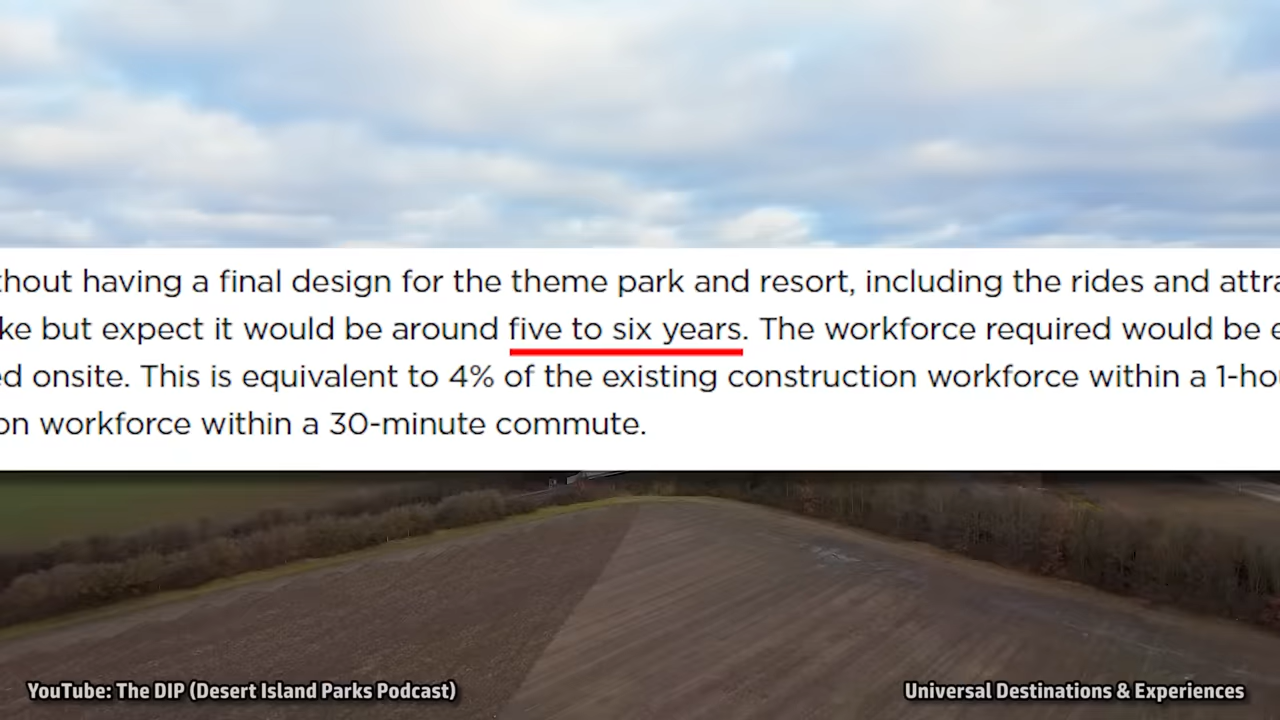 thout having a final design for the theme park and resort, including the rides and attra
ke but expect it would be around five to six years. The workforce required would be e
ed onsite. This is equivalent to 4% of the existing construction workforce within a 1-hou
on workforce within a 30-minute commute.
YouTube: The DIP (Desert Island Parks Podcast)
Universal Destinations & Experiences